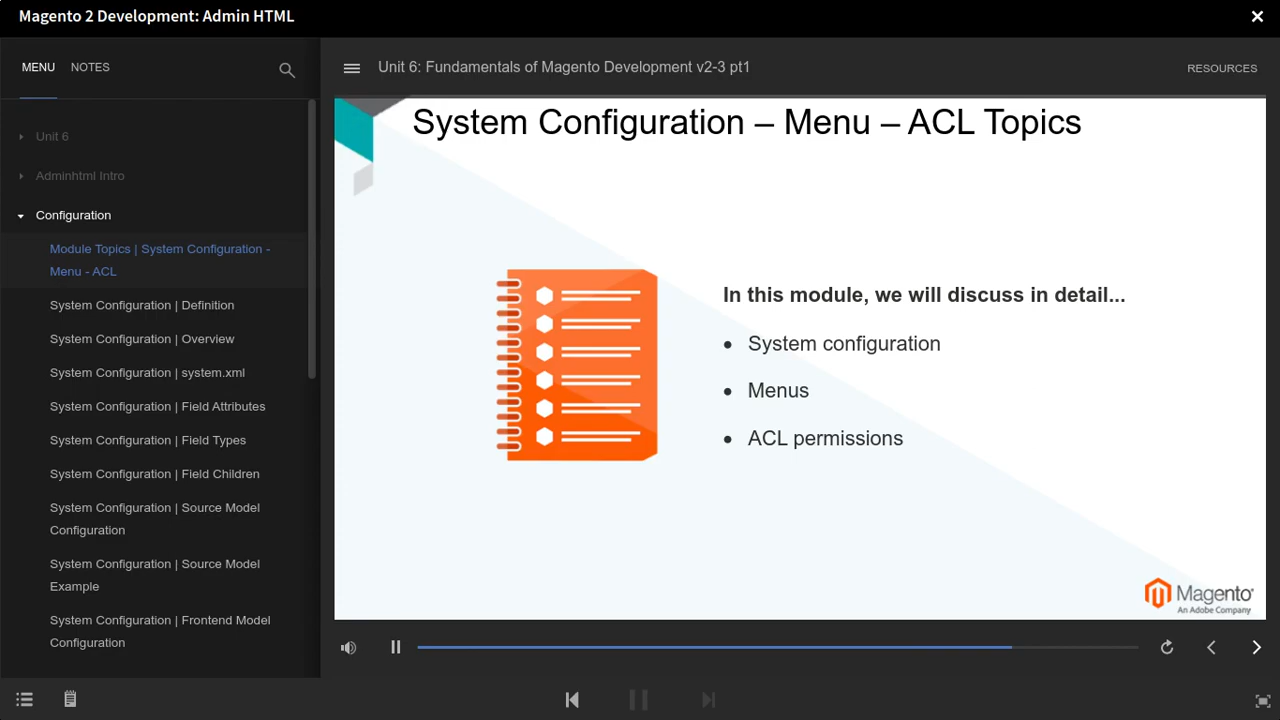 Magento 2 Development: Admin HTML
MENU NOTES
Unit 6: Fundamentals of Magento Development v2-3 pt1
RESOURCES
Unit 6
Adminhtml Intro
Configuration
Module Topics | System Configuration -
Menu - ACL
System Configuration | Definition
System Configuration | Overview
System Configuration | system.xml
System Configuration | Field Attributes
System Configuration | Field Types
System Configuration | Field Children
System Configuration | Source Model
Configuration
System Configuration | Source Model
Example
System Configuration | Frontend Model
Configuration
System Configuration – Menu – ACL Topics
In this module, we will discuss in detail...
• System configuration
• Menus
• ACL permissions
Magento
An Adobe Company